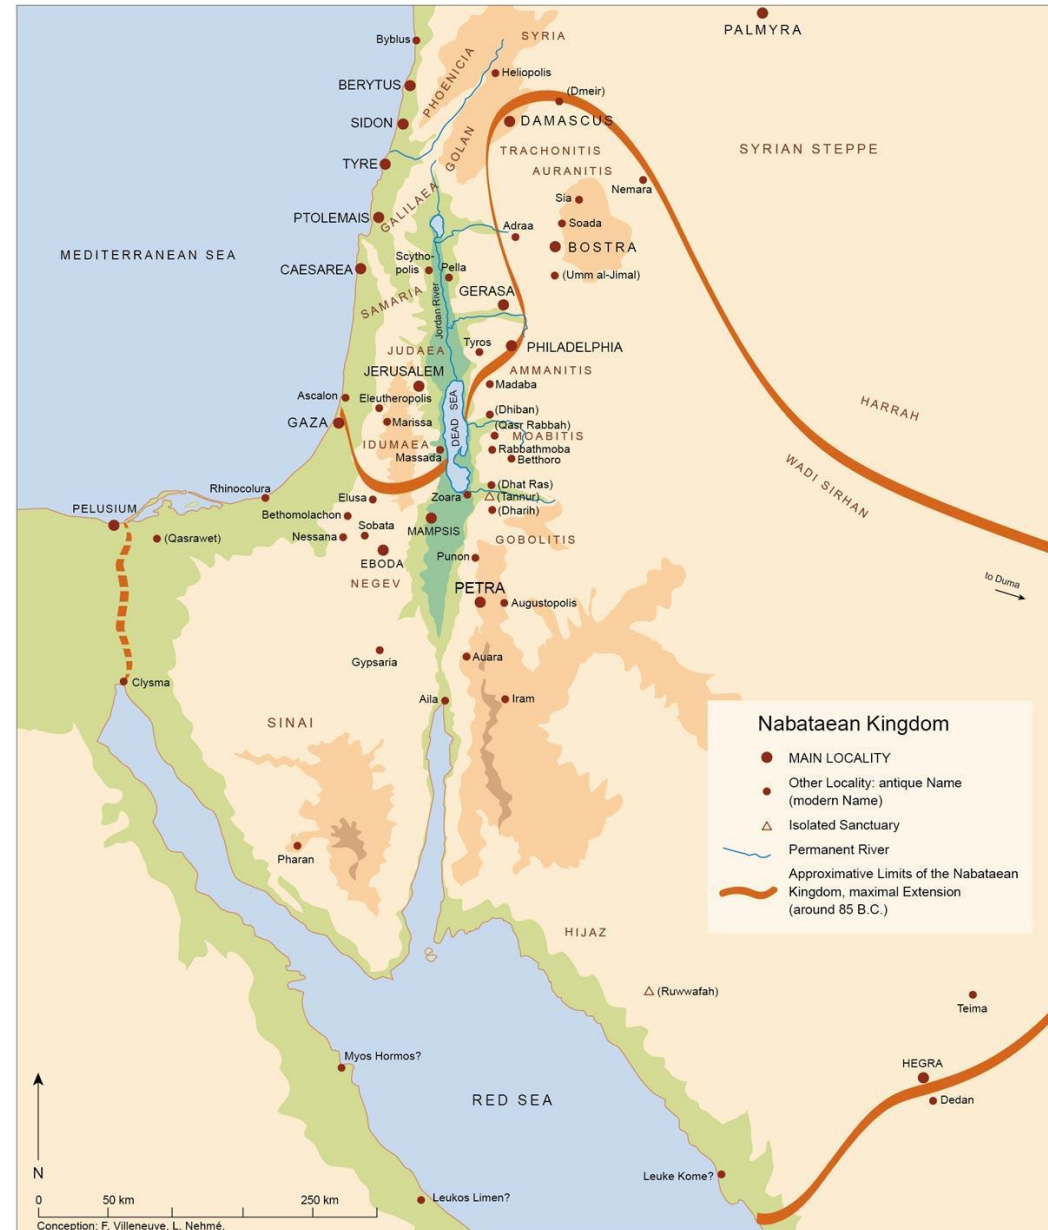 PALMYRA
Byblus
SYRIA
PHOENICIA
Heliopolis
BERYTUS
(Dmeir)
SIDON
DAMASCUS
GOLAN
TRACHONITIS
SYRIAN STEPPE
TYRE
AURANITIS
Nemara
GALILAEA
Sia
PTOLEMAIS
Soada
Adraa
BOSTRA
MEDITERRANEAN SEA
Scytho-
polis
Pella
CAESAREA
(Umm al-Jimal)
SAMARIA
Jordan River
GERASA
Tyros
PHILADELPHIA
JUDAEA
JERUSALEM
AMMANITIS
Madaba
Ascalon
Eleutheropolis
HARRAH
GAZA
Marissa
DEAD SEA
(Dhiban)
(Qasr Rabbah)
IDUMAEA
MOABITIS
Massada
Rabbathmoba
Betthoro
WADI SIRHAN
Rhinocolura
Elusa
Zoara
(Dhat Ras)
(Tannur)
(Dharih)
PELUSIUM
Bethomolachon
MAMPSIS
(Qasrawet)
Nessana
Sobata
GOBOLITIS
EBODA
Punon
NEGEV
to Duma
PETRA
Augustopolis
Gypsaria
Auara
Clysma
Aila
Iram
SINAI
Nabataean Kingdom
MAIN LOCALITY
Other Locality: antique Name
(modern Name)
Isolated Sanctuary
Permanent River
Approximative Limits of the Nabataean
Kingdom, maximal Extension
(around 85 B.C.)
Pharan
HIJAZ
(Ruwwafah)
Teima
Myos Hormos?
HEGRA
RED SEA
Dedan
N
Leuke Kome?
0 50 km 250 km
Leukos Limen?
Conception: F. Villeneuve, L. Nehmé.